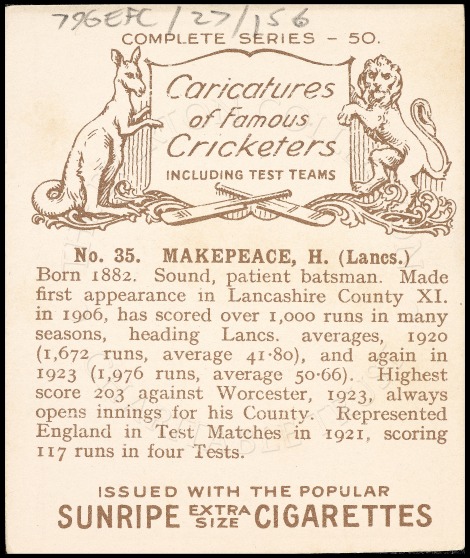 COMPLETE SERIES - 50.
Caricatures
of Famous
Cricketers
INCLUDING TEST TEAMS
No. 35. MAKEPEACE, H. (Lancs.)
Born 1882. Sound, patient batsman. Made
first appearance in Lancashire County XI.
in 1906, has scored over 1,000 runs in many
seasons, heading Lancs. averages, 1920
(1,672 runs, average 41·80), and again in
1923 (1,976 runs, average 50·66). Highest
score 203 against Worcester, 1923, always
opens innings for his County. Represented
England in Test Matches in 1921, scoring
117 runs in four Tests.
ISSUED WITH THE POPULAR
SUNRIPE EXTRA SIZE CIGARETTES